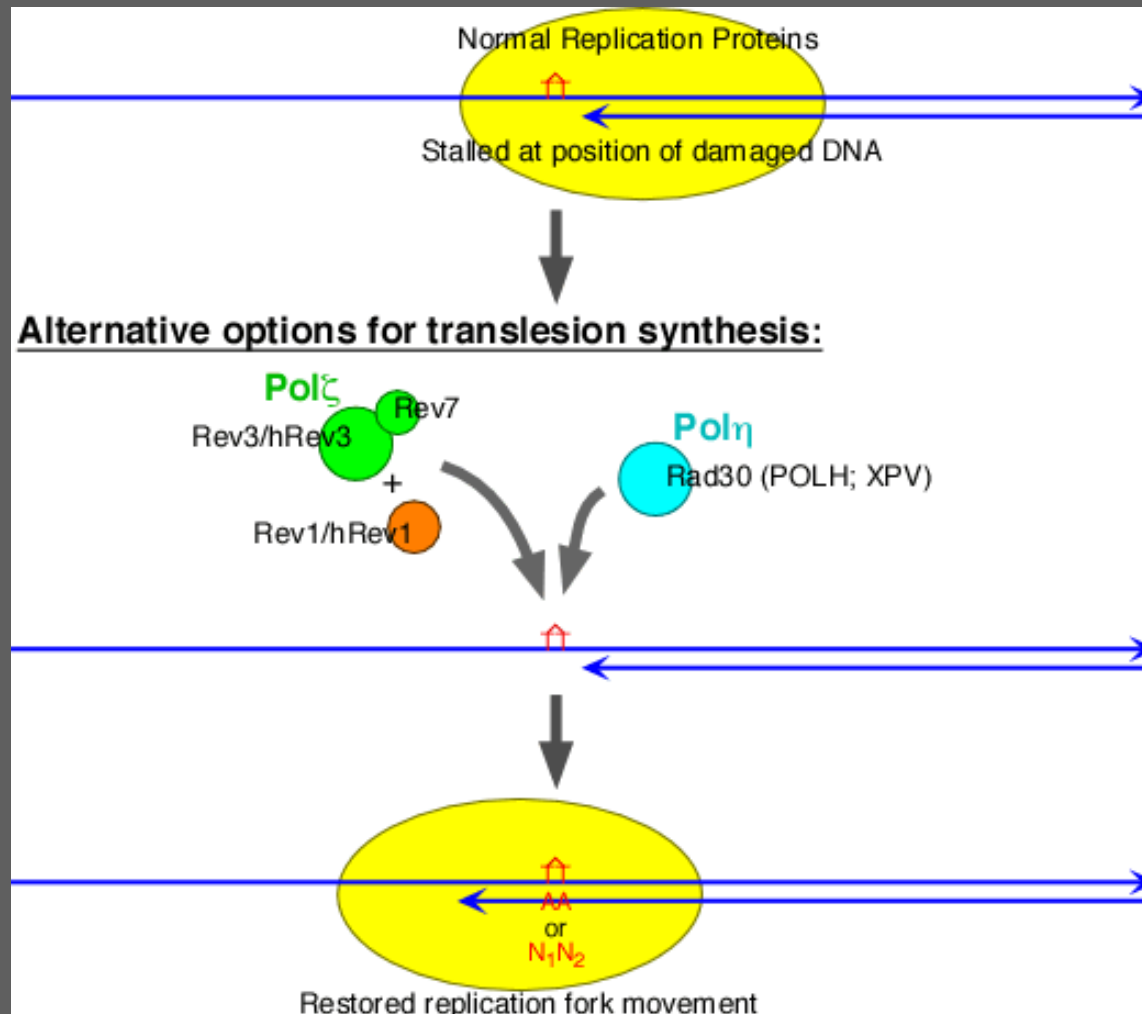 Normal Replication Proteins
Stalled at position of damaged DNA
Alternative options for translesion synthesis:
Polζ
Rev7
Rev3/hRev3
+
Rev1/hRev1
Polη
Rad30 (POLH; XPV)
AA
or
N₁N₂
Restored replication fork movement